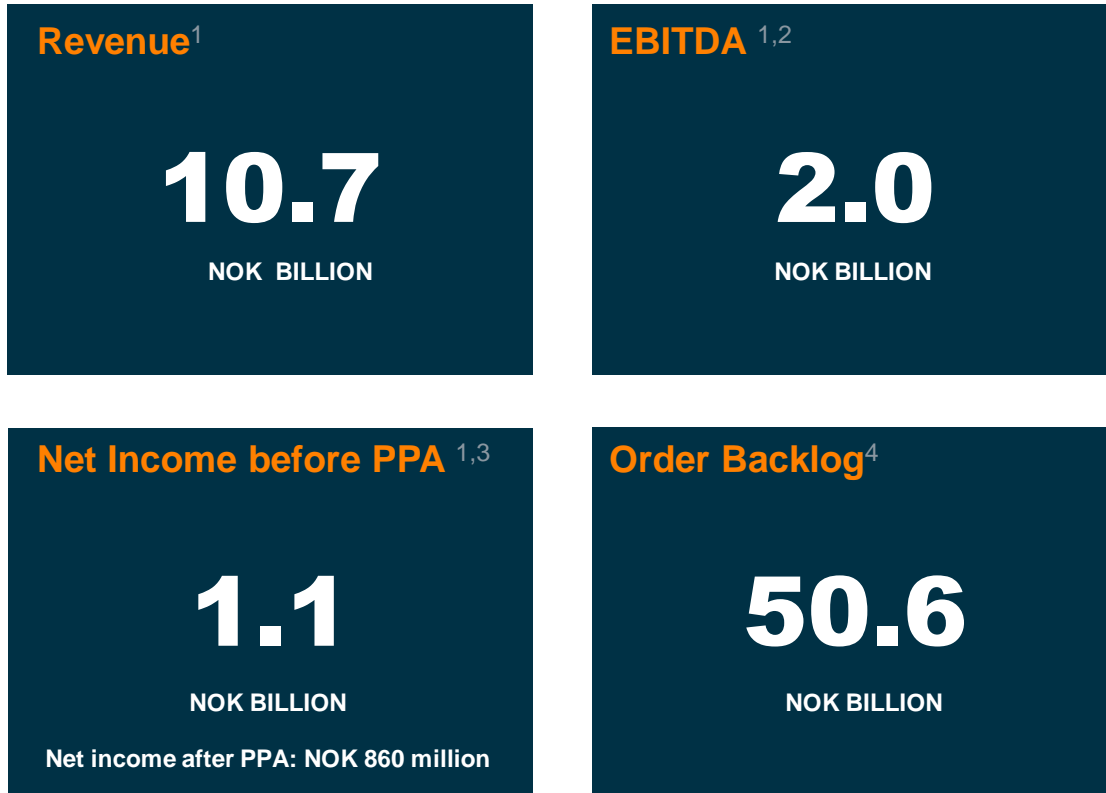 Revenue1
10.7
NOK BILLION
EBITDA 1,2
2.0
NOK BILLION
Net Income before PPA 1,3
1.1
NOK BILLION
Net income after PPA: NOK 860 million
Order Backlog4
50.6
NOK BILLION